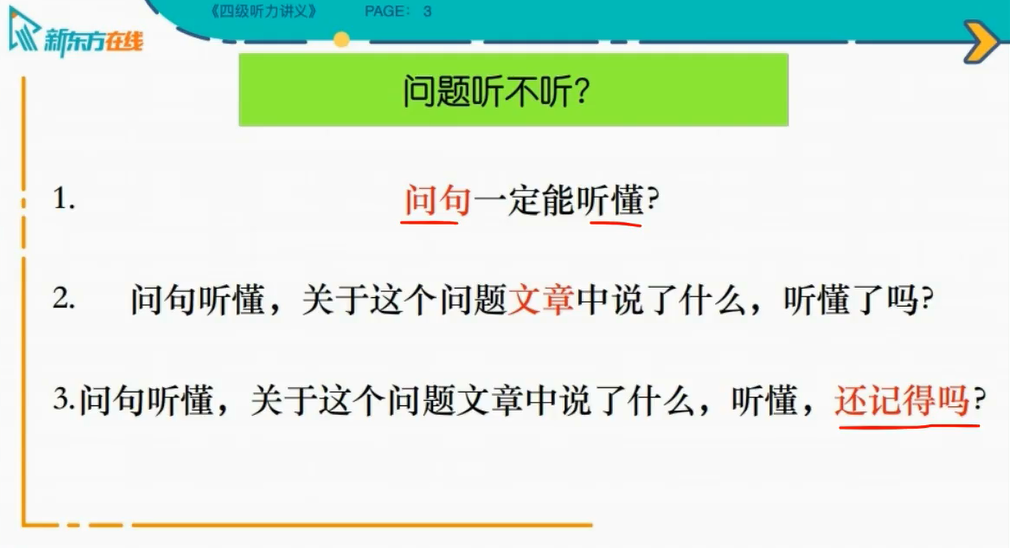 《四级听力讲义》 PAGE: 3
新东方在线
问题听不听?
1. 问句一定能听懂?
2. 问句听懂，关于这个问题文章中说了什么，听懂了吗?
3.问句听懂，关于这个问题文章中说了什么，听懂，还记得吗?